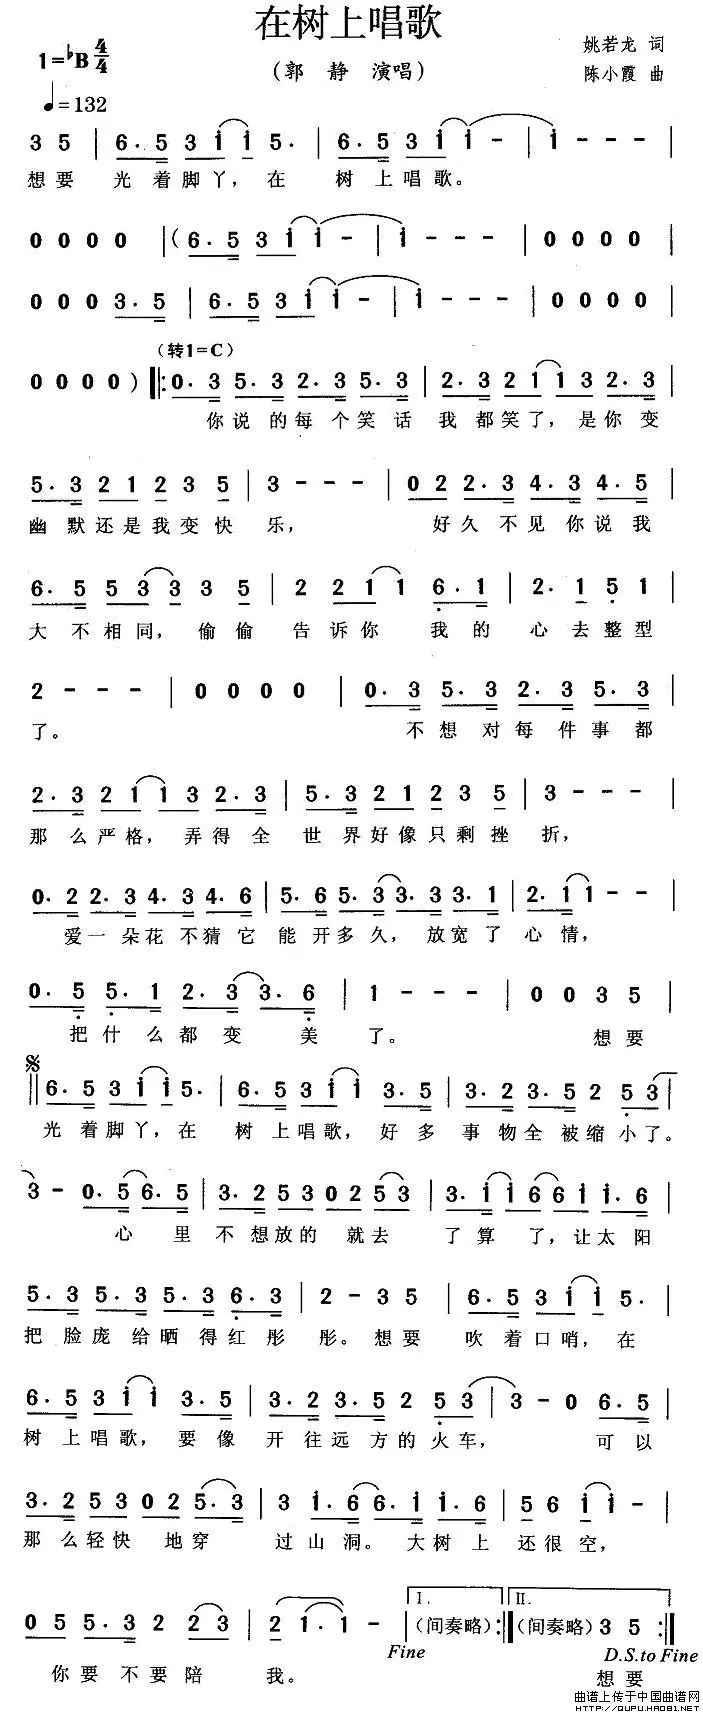 在树上唱歌
1=♭B 4/4
（郭 静 演唱）
姚若龙 词
陈小霞 曲
♩=132
3 5 | 6. 5 3 i i 5. | 6. 5 3 i i - | i - - - |
想要 光着脚丫，在 树上唱歌。
0 0 0 0 |( 6. 5 3 i i - | i - - - | 0 0 0 0 |
0 0 0 3. 5 | 6. 5 3 i i - | i - - - | 0 0 0 0 |
（转1=C）
0 0 0 0 ) ‖: 0. 3 5. 3 2. 3 5. 3 | 2. 3 2 1 1 3 2. 3 |
你说的每个笑话 我都笑了，是你变
5. 3 2 1 2 3 5 | 3 - - - | 0 2 2. 3 4. 3 4. 5 |
幽默还是我变快 乐， 好久不见你说我
6. 5 5 3 3 3 5 | 2 2 1 1 6. 1 | 2. 1 5 1 |
大不相同，偷偷 告诉你 我的 心去整型
2 - - - | 0 0 0 0 | 0. 3 5. 3 2. 3 5. 3 |
了。 不想对每件事都
2. 3 2 1 1 3 2. 3 | 5. 3 2 1 2 3 5 | 3 - - - |
那么严格，弄得全 世界好像只剩挫 折，
0. 2 2. 3 4. 3 4. 6 | 5. 6 5. 3 3. 3 3. 1 | 2. 1 1 - - |
爱一朵花不猜它 能开多久，放宽了 心情，
0. 5 5. 1 2. 3 3. 6 | 1 - - - | 0 0 3 5 |
把什么都变 美 了。 想要
𝄋
‖ 6. 5 3 i i 5. | 6. 5 3 i i 3. 5 | 3. 2 3. 5 2 5 3 |
光着脚丫，在 树上唱歌，好多 事物全被缩小了。
3 - 0. 5 6. 5 | 3. 2 5 3 0 2 5 3 | 3. i i 6 6 i i. 6 |
心里 不想放的 就去 了算了，让太阳
5. 3 5. 3 5. 3 6. 3 | 2 - 3 5 | 6. 5 3 i i 5. |
把脸庞给晒得红彤 彤。想要 吹着口哨，在
6. 5 3 i i 3. 5 | 3. 2 3. 5 2 5 3 | 3 - 0 6. 5 |
树上唱歌，要像 开往远方的火车， 可以
3. 2 5 3 0 2 5. 3 | 3 i. 6 6. i i. 6 | 5 6 i i |
那么轻快 地穿 过山洞。大树上 还很空，
0 5 5. 3 2 2 3 | 2 1. 1 - | I. (间奏略) :‖ II. (间奏略) 3 5 :‖
Fine
D.S.to Fine
你要不要陪 我。 想要
曲谱上传于中国曲谱网
http://QUPU.HAO81.NET